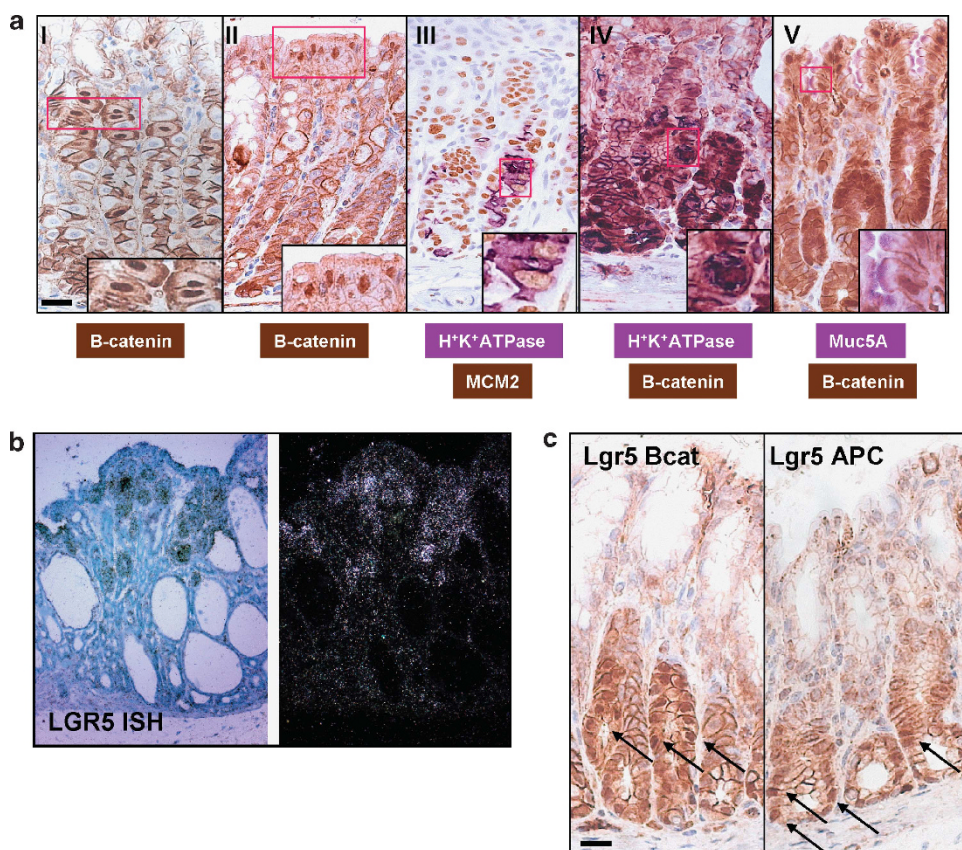 a
I II III IV V
B-catenin B-catenin H⁺K⁺ATPase H⁺K⁺ATPase Muc5A
MCM2 B-catenin B-catenin
b
LGR5 ISH
c
Lgr5 Bcat Lgr5 APC